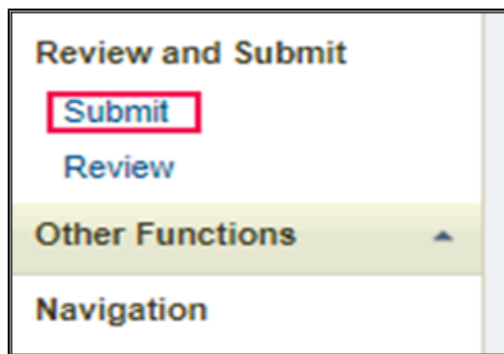 Review and Submit
Submit
Review
Other Functions
Navigation